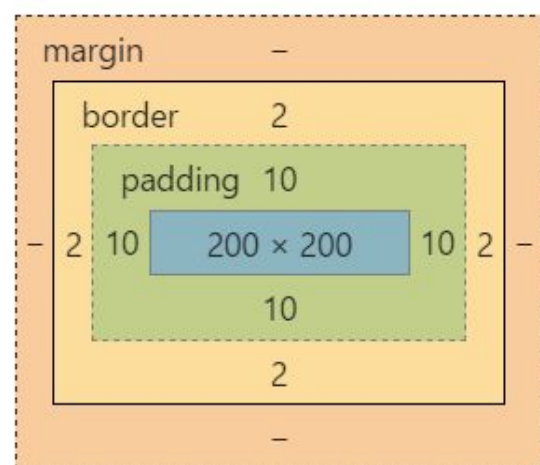 margin –
border 2
padding 10
– 2 10 200 × 200 10 2 –
10
2
–